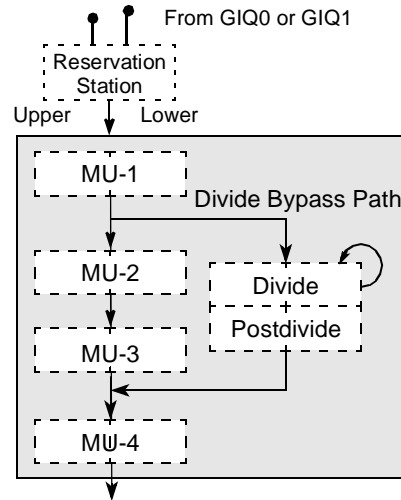 From GIQ0 or GIQ1
Reservation
Station
Upper
Lower
MU-1
Divide Bypass Path
MU-2
Divide
Postdivide
MU-3
MU-4